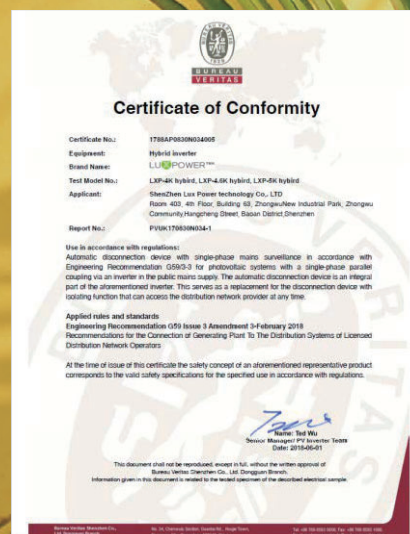 BUREAU
VERITAS
Certificate of Conformity
Certificate No.: 1788AP0830N034005
Equipment: Hybrid inverter
Brand Name: LUXPOWER™
Test Model No.: LXP-4K hybird, LXP-4.6K hybird, LXP-5K hybird
Applicant: ShenZhen Lux Power technology Co., LTD
Room 403, 4th Floor, Building 63, ZhongwuNew Industrial Park, Zhongwu
Community,Hangcheng Street, Baoan District,Shenzhen
Report No.: PVUK170830N034-1
Use in accordance with regulations:
Automatic disconnection device with single-phase mains surveillance in accordance with
Engineering Recommendation G59/3-3 for photovoltaic systems with a single-phase parallel
coupling via an inverter in the public mains supply. The automatic disconnection device is an integral
part of the aforementioned inverter. This serves as a replacement for the disconnection device with
isolating function that can access the distribution network provider at any time.
Applied rules and standards
Engineering Recommendation G59 Issue 3 Amendment 3-February 2018
Recommendations for the Connection of Generating Plant To The Distribution Systems of Licensed
Distribution Network Operators
At the time of issue of this certificate the safety concept of an aforementioned representative product
corresponds to the valid safety specifications for the specified use in accordance with regulations.
Name: Ted Wu
Senior Manager/ PV Inverter Team
Date: 2018-06-01
This document shall not be reproduced, except in full, without the written approval of
Bureau Veritas Shenzhen Co., Ltd. Dongguan Branch.
Information given in this document is related to the tested specimen of the described electrical sample.
Bureau Veritas Shenzhen Co.,